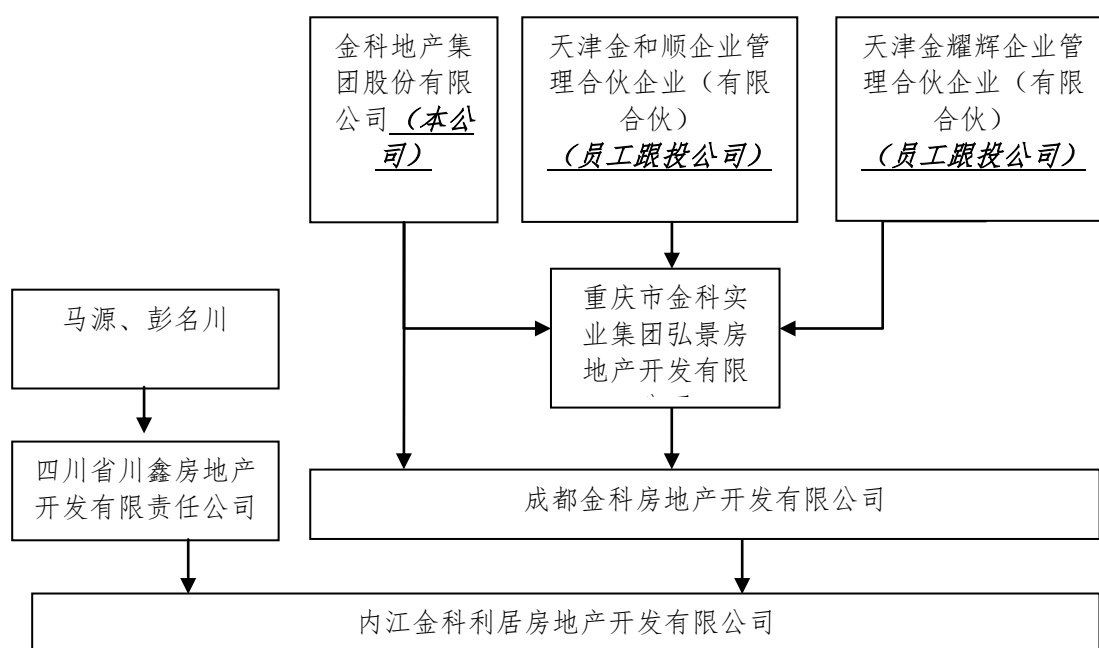 金科地产集
团股份有限
公司（本公
司）
天津金和顺企业管
理合伙企业（有限
合伙）
（员工跟投公司）
天津金耀辉企业管
理合伙企业（有限
合伙）
（员工跟投公司）
马源、彭名川
重庆市金科实
业集团弘景房
地产开发有限
四川省川鑫房地产
开发有限责任公司
成都金科房地产开发有限公司
内江金科利居房地产开发有限公司